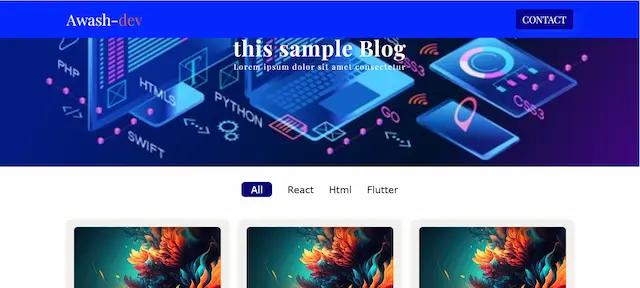 Awash-dev
CONTACT
this sample Blog
Lorem ipsum dolor sit amet consectetur
PHP
HTML5
PYTHON
SWIFT
GO
CSS3
CSS3
All
React
Html
Flutter